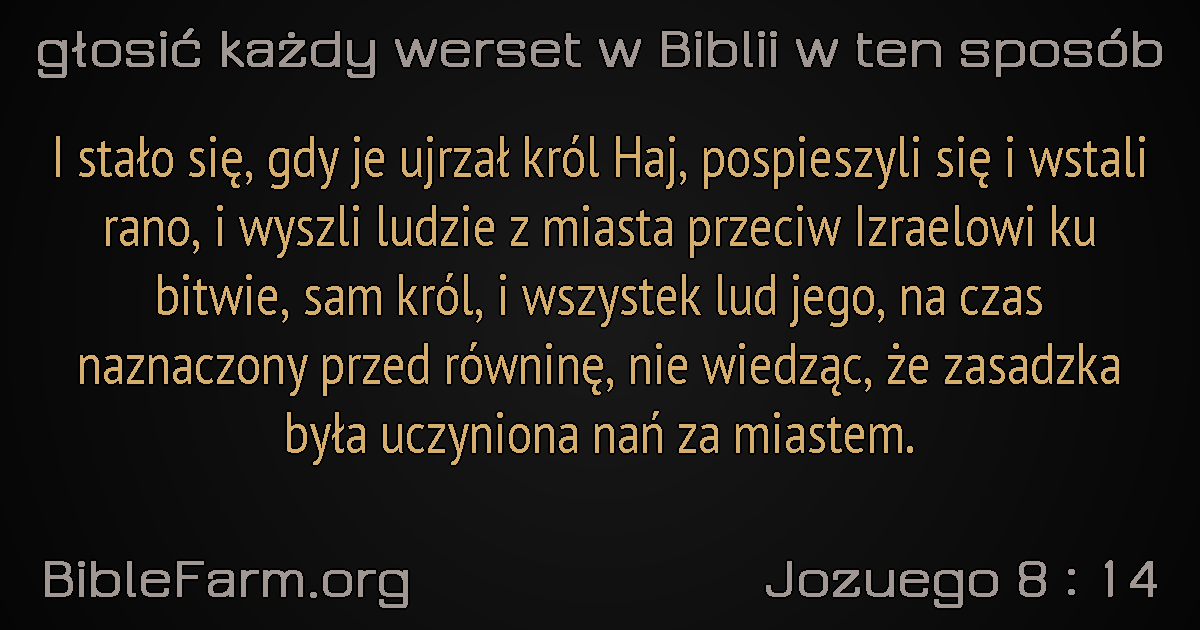 głosić każdy werset w Biblii w ten sposób
I stało się, gdy je ujrzał król Haj, pospieszyli się i wstali
rano, i wyszli ludzie z miasta przeciw Izraelowi ku
bitwie, sam król, i wszystek lud jego, na czas
naznaczony przed równinę, nie wiedząc, że zasadzka
była uczyniona nań za miastem.
BibleFarm.org
Jozuego 8 : 14